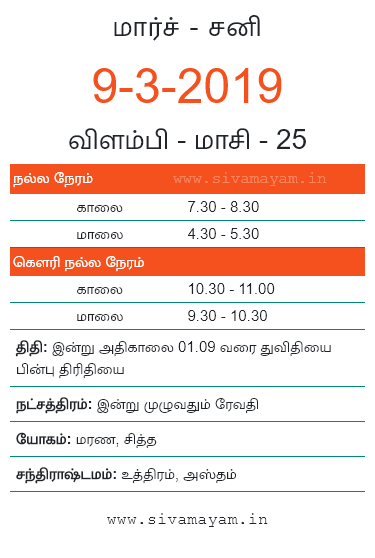 மார்ச் - சனி
9-3-2019
விளம்பி - மாசி - 25
நல்ல நேரம் www.sivamayam.in
காலை 7.30 - 8.30
மாலை 4.30 - 5.30
கௌரி நல்ல நேரம்
காலை 10.30 - 11.00
மாலை 9.30 - 10.30
திதி: இன்று அதிகாலை 01.09 வரை துவிதியை
பின்பு திரிதியை
நட்சத்திரம்: இன்று முழுவதும் ரேவதி
யோகம்: மரண, சித்த
சந்திராஷ்டமம்: உத்திரம், அஸ்தம்
www.sivamayam.in